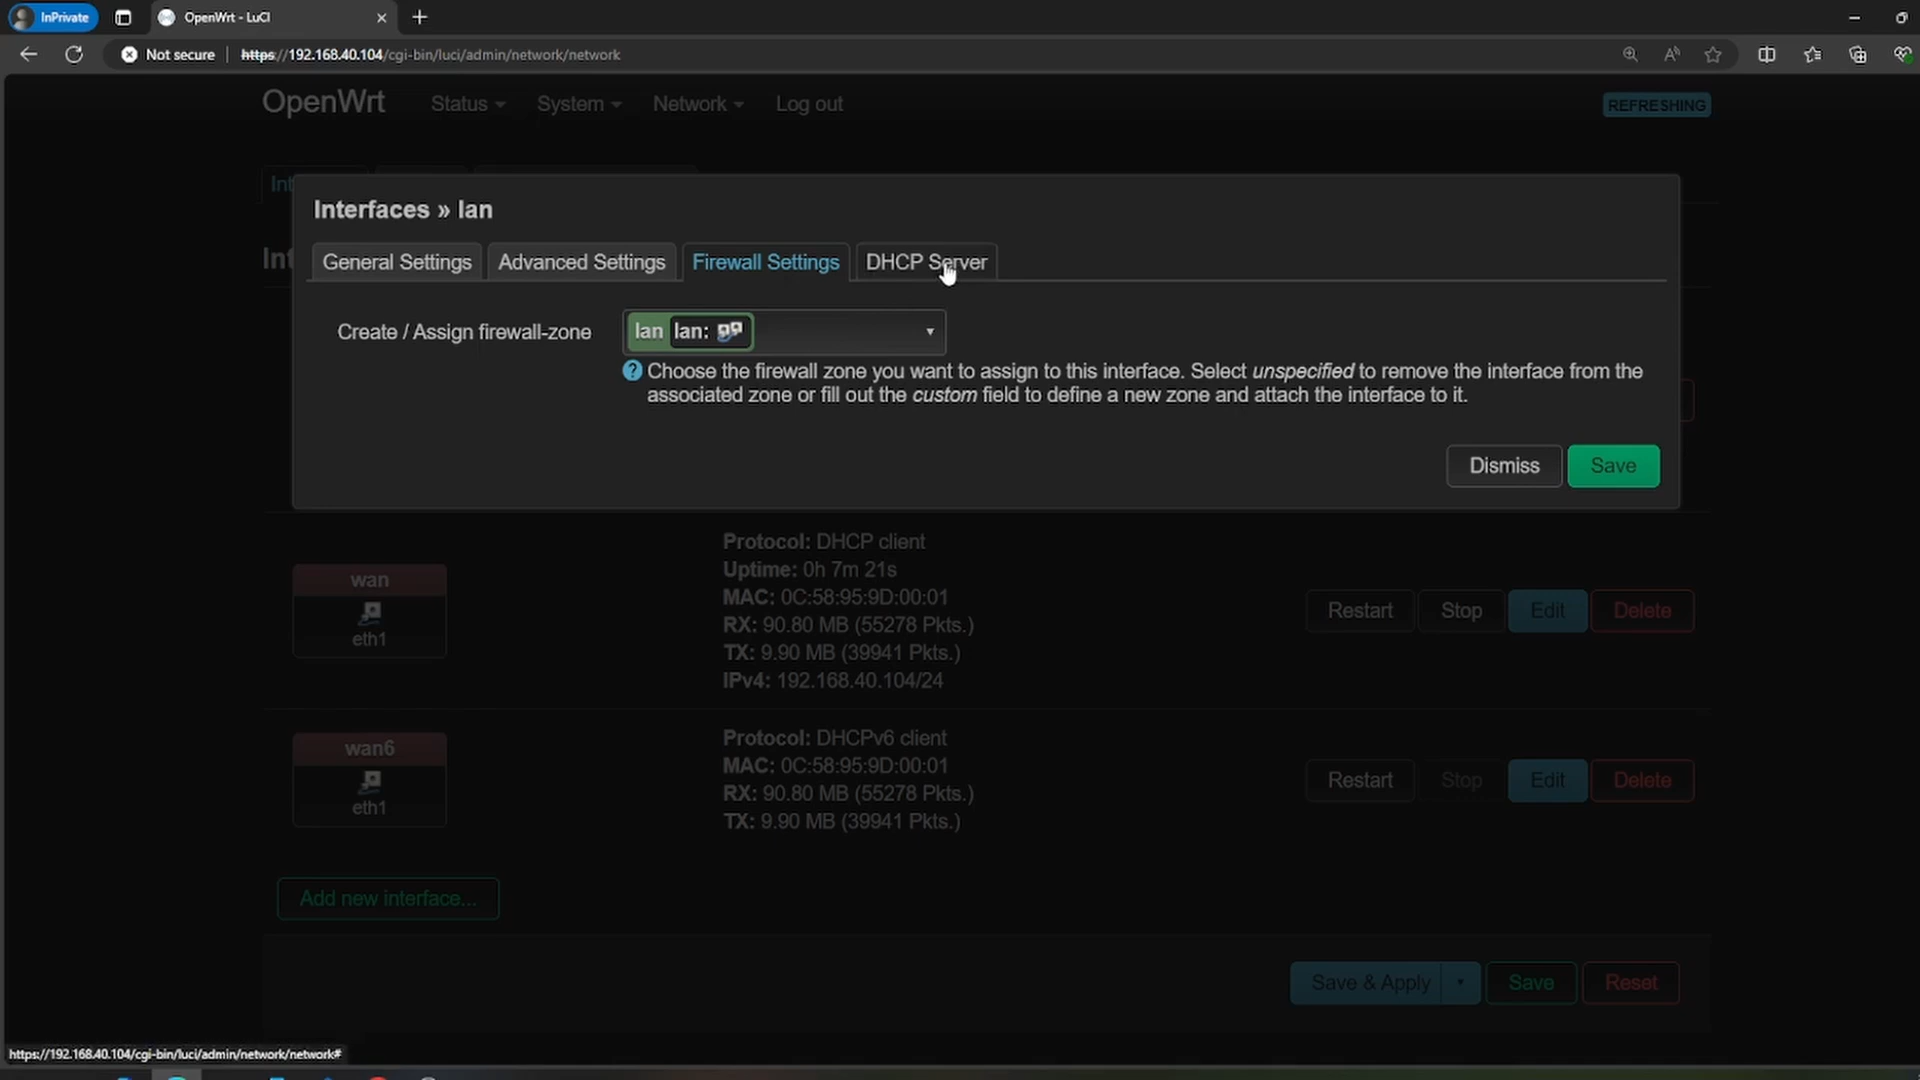 InPrivate
OpenWrt - LuCI
Not secure
https://192.168.40.104/cgi-bin/luci/admin/network/network
OpenWrt
Status
System
Network
Log out
REFRESHING
Int
Interfaces » lan
Int
General Settings
Advanced Settings
Firewall Settings
DHCP Server
Create / Assign firewall-zone
lan lan:
Choose the firewall zone you want to assign to this interface. Select unspecified to remove the interface from the
associated zone or fill out the custom field to define a new zone and attach the interface to it.
Dismiss
Save
wan
eth1
Protocol: DHCP client
Uptime: 0h 7m 21s
MAC: 0C:58:95:9D:00:01
RX: 90.80 MB (55278 Pkts.)
TX: 9.90 MB (39941 Pkts.)
IPv4: 192.168.40.104/24
Restart
Stop
Edit
Delete
wan6
eth1
Protocol: DHCPv6 client
MAC: 0C:58:95:9D:00:01
RX: 90.80 MB (55278 Pkts.)
TX: 9.90 MB (39941 Pkts.)
Restart
Stop
Edit
Delete
Add new interface...
Save & Apply
Save
Reset
https://192.168.40.104/cgi-bin/luci/admin/network/network#